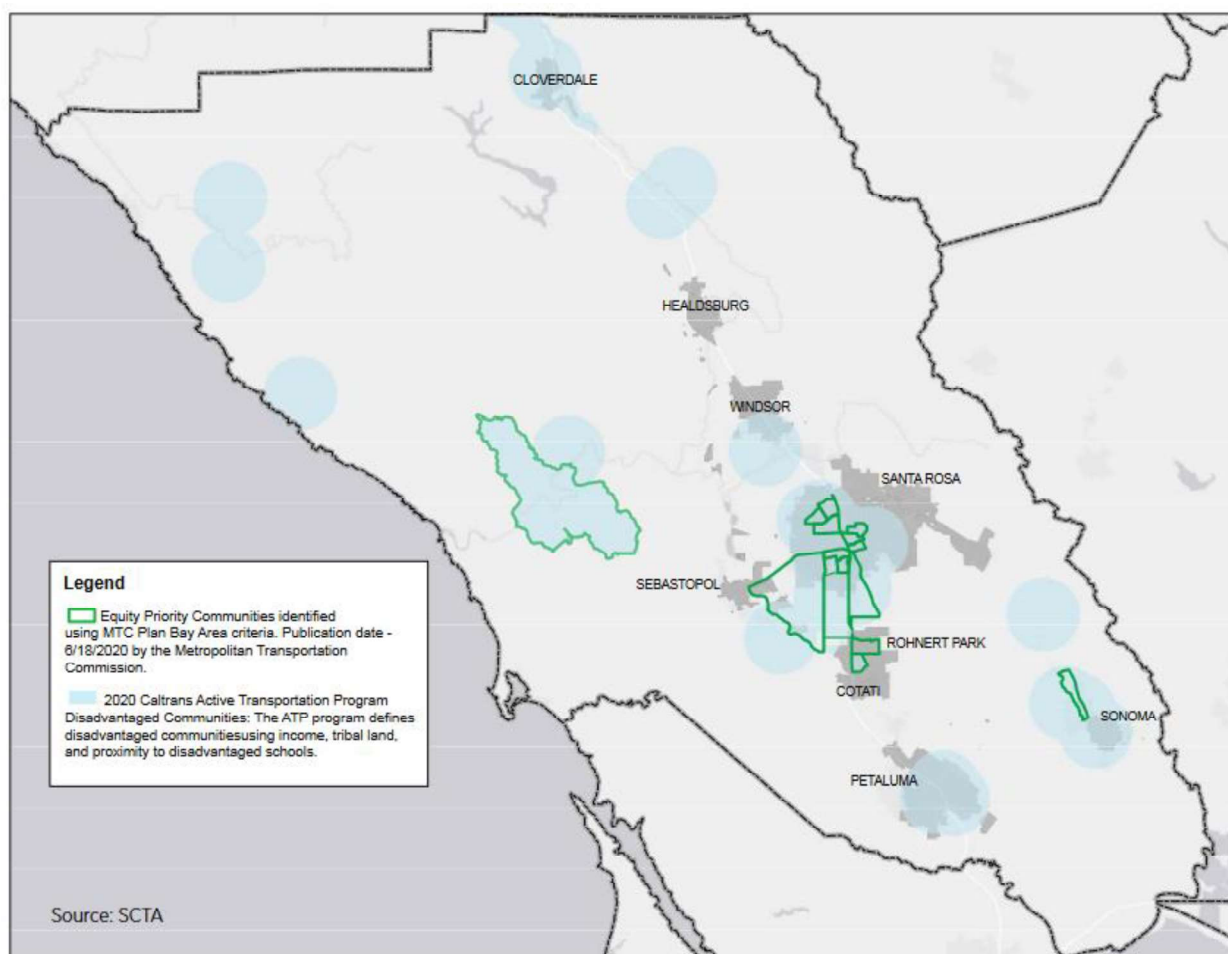 CLOVERDALE
HEALDSBURG
WINDSOR
SANTA ROSA
SEBASTOPOL
ROHNERT PARK
COTATI
SONOMA
PETALUMA
Legend
Equity Priority Communities identified
using MTC Plan Bay Area criteria. Publication date -
6/18/2020 by the Metropolitan Transportation
Commission.
2020 Caltrans Active Transportation Program
Disadvantaged Communities: The ATP program defines
disadvantaged communitiesusing income, tribal land,
and proximity to disadvantaged schools.
Source: SCTA